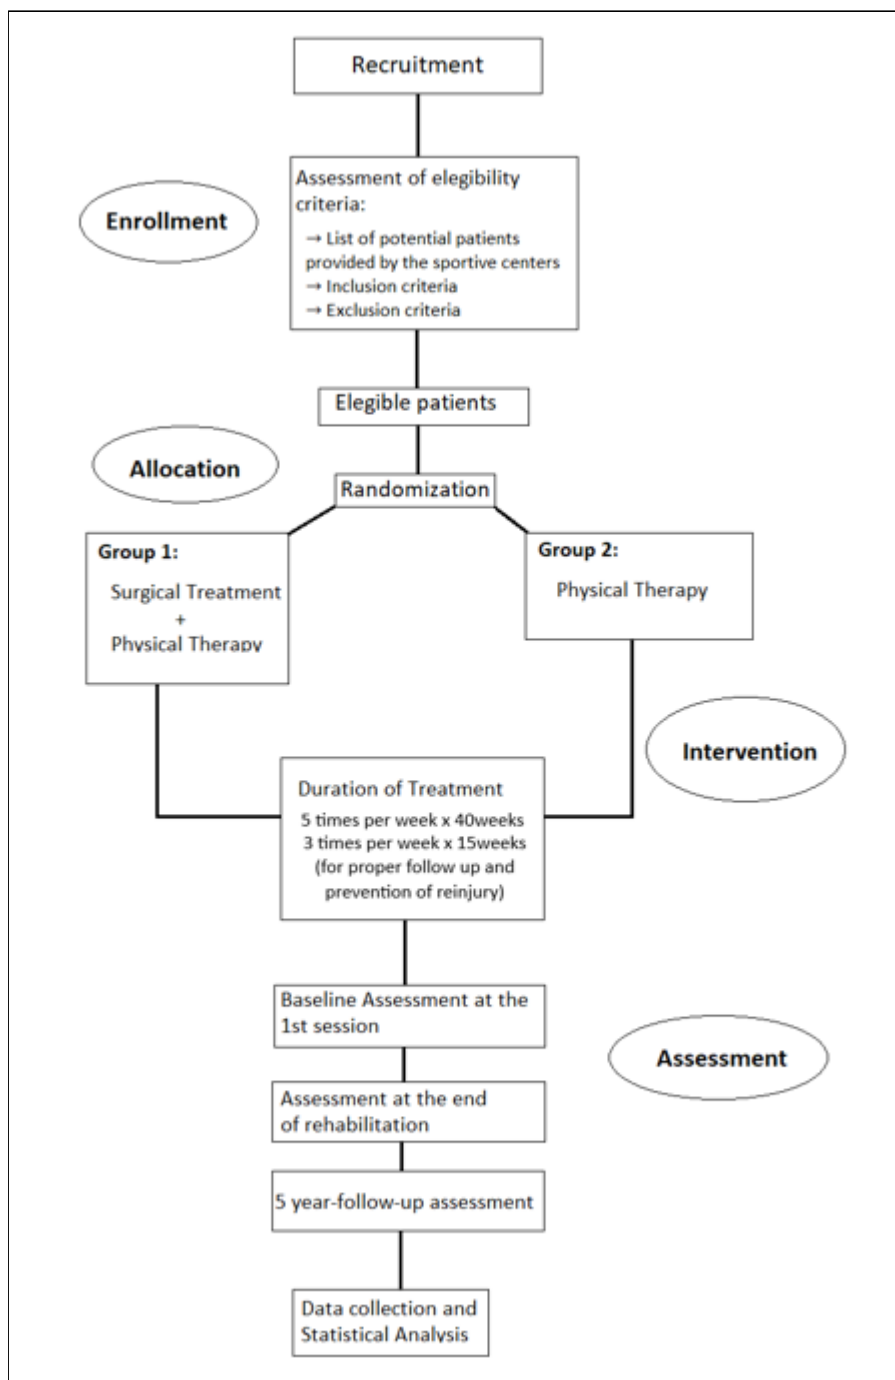 Recruitment
Assessment of elegibility
criteria:
→ List of potential patients
provided by the sportive centers
→ Inclusion criteria
→ Exclusion criteria
Enrollment
Elegible patients
Allocation
Randomization
Group 1:
Surgical Treatment
+
Physical Therapy
Group 2:
Physical Therapy
Intervention
Duration of Treatment
5 times per week x 40weeks
3 times per week x 15weeks
(for proper follow up and
prevention of reinjury)
Baseline Assessment at the
1st session
Assessment
Assessment at the end
of rehabilitation
5 year-follow-up assessment
Data collection and
Statistical Analysis